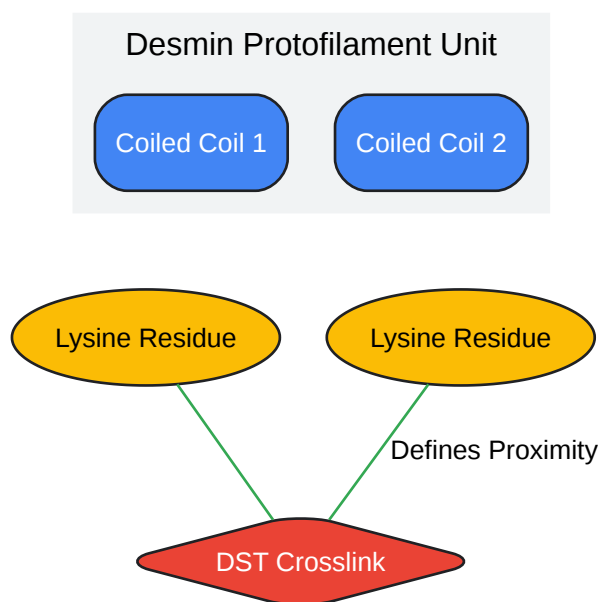 Desmin Protofilament Unit
Coiled Coil 1
Coiled Coil 2
Lysine Residue
Lysine Residue
Defines Proximity
DST Crosslink